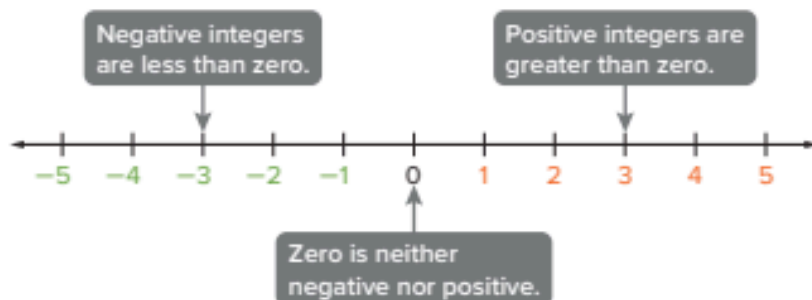 Negative integers
are less than zero.
Positive integers are
greater than zero.
−5 −4 −3 −2 −1 0 1 2 3 4 5
Zero is neither
negative nor positive.